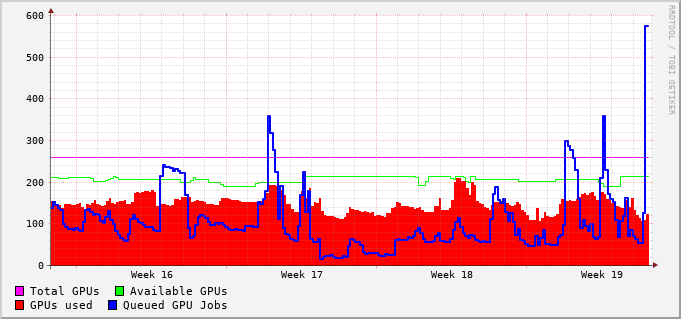 600
500
400
300
200
100
0
Week 16 Week 17 Week 18 Week 19
Total GPUs Available GPUs
GPUs used Queued GPU Jobs
RRDTOOL / TOBI OETIKER